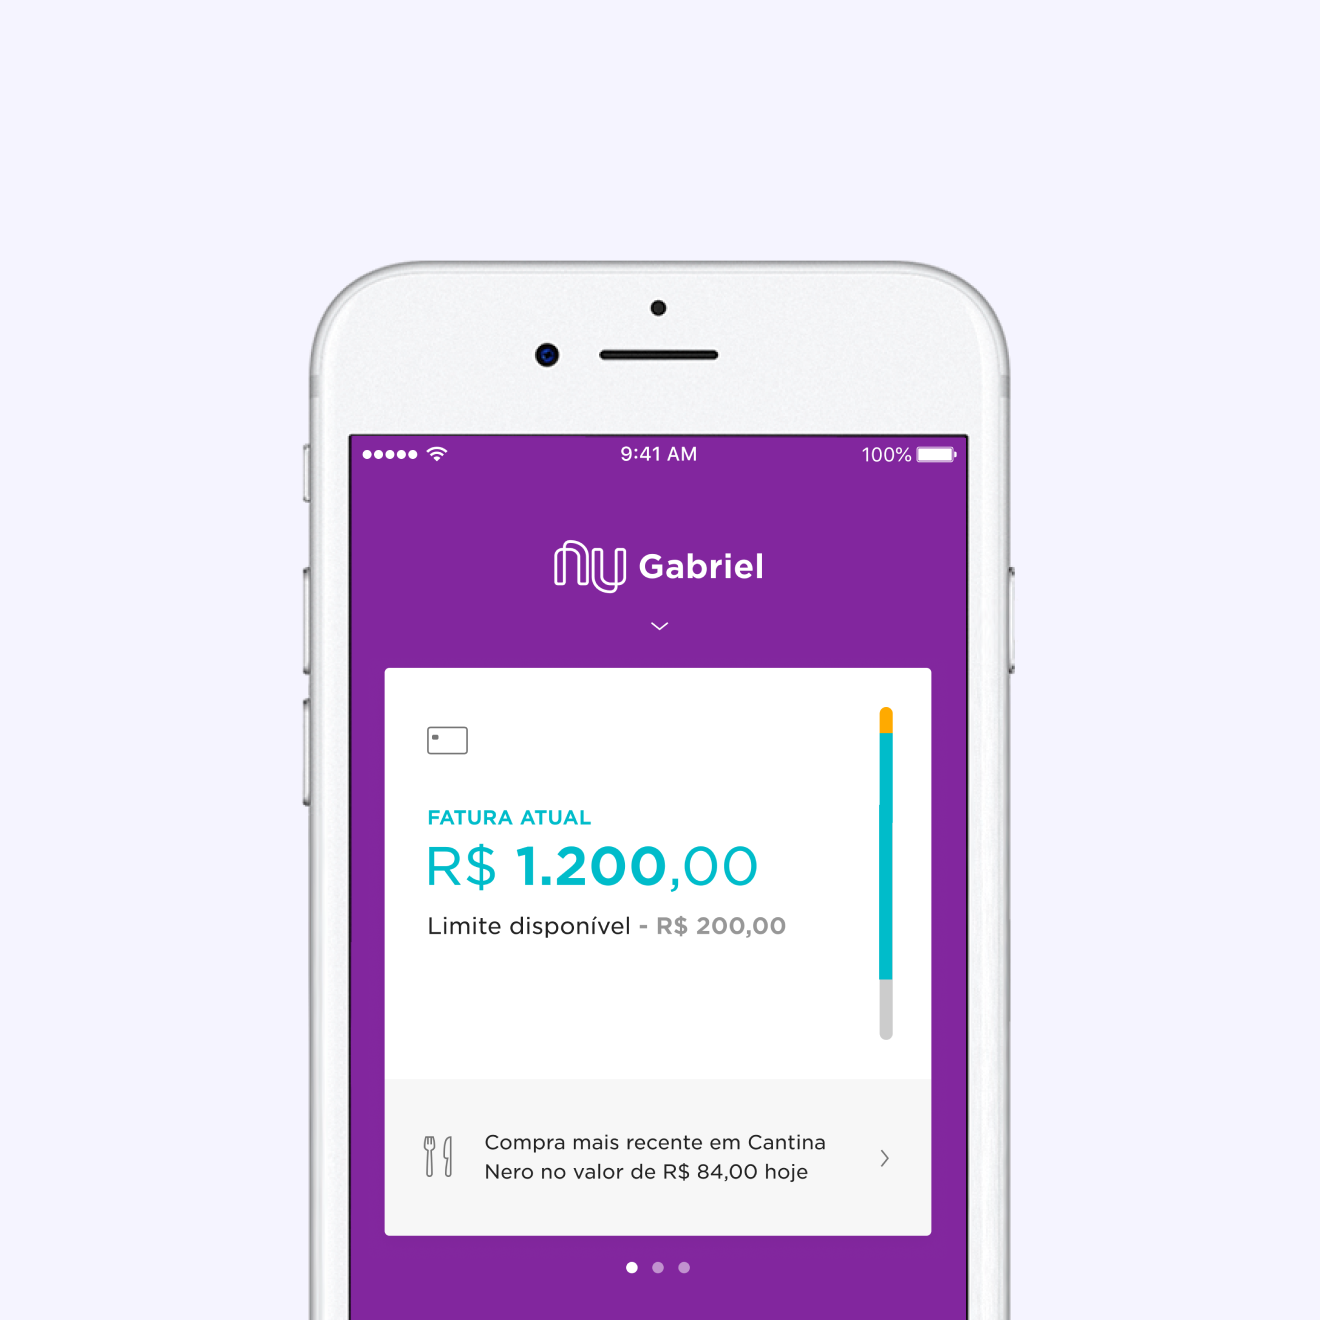 9:41 AM
100%
nu Gabriel
FATURA ATUAL
R$ 1.200,00
Limite disponível - R$ 200,00
Compra mais recente em Cantina
Nero no valor de R$ 84,00 hoje